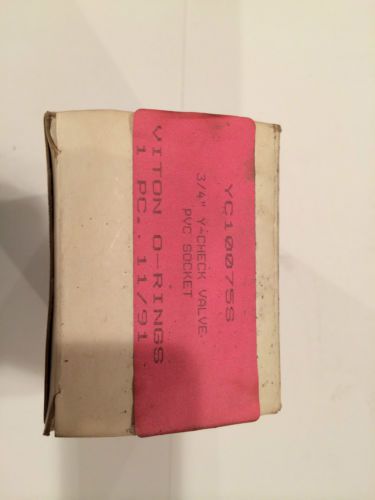 YC10075S
3/4" Y-CHECK VALVE
PVC SOCKET
VITON O-RINGS
1 PC. 11/91